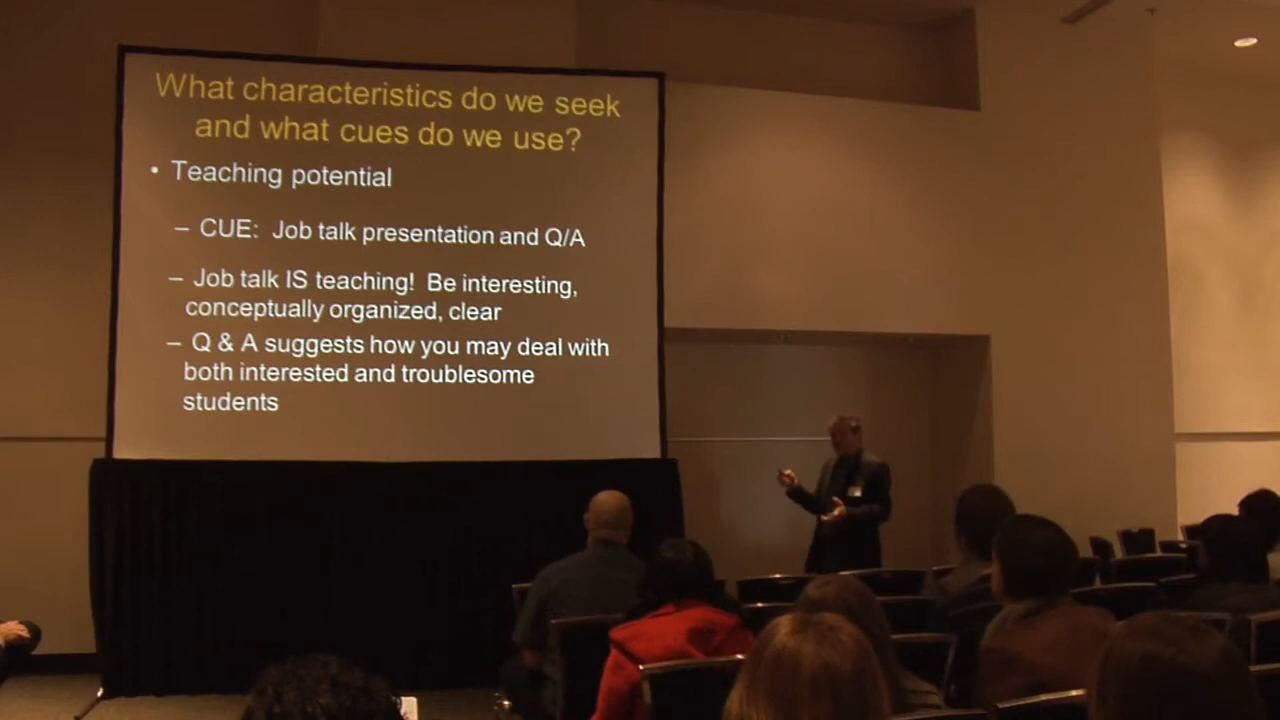 What characteristics do we seek
and what cues do we use?
• Teaching potential
– CUE: Job talk presentation and Q/A
– Job talk IS teaching! Be interesting,
conceptually organized, clear
– Q & A suggests how you may deal with
both interested and troublesome
students